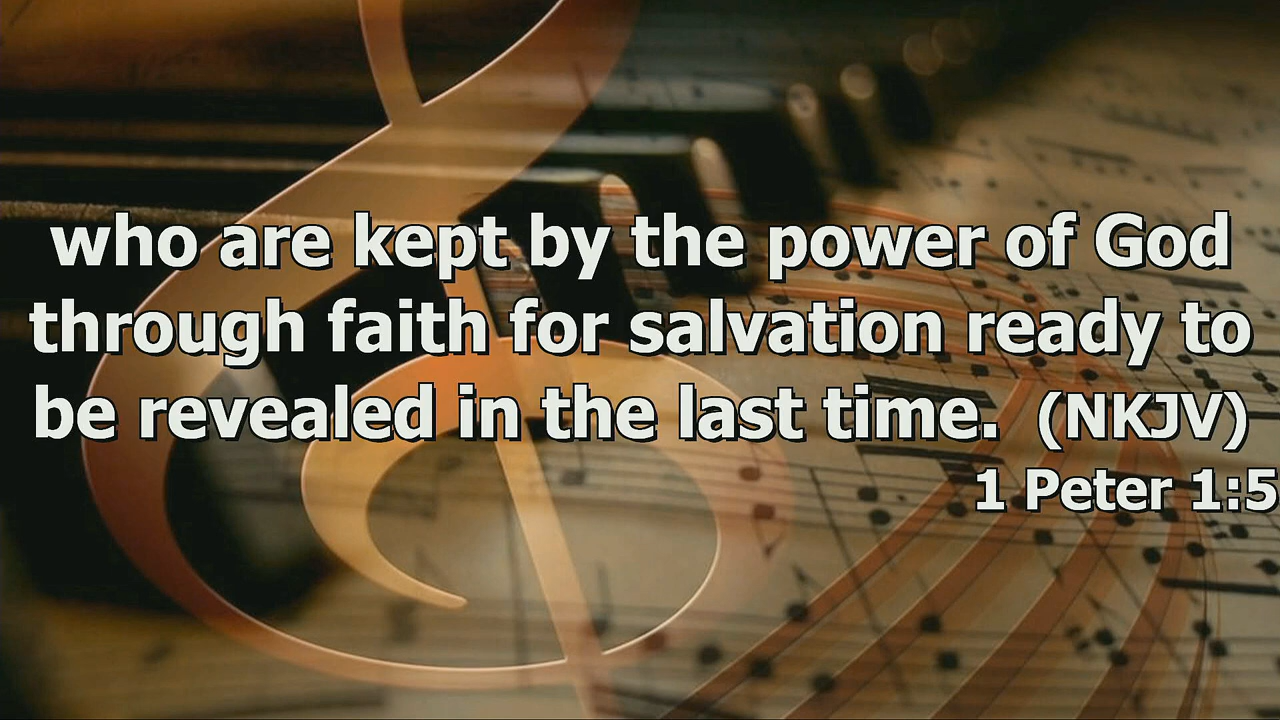 who are kept by the power of God
through faith for salvation ready to
be revealed in the last time. (NKJV)
1 Peter 1:5